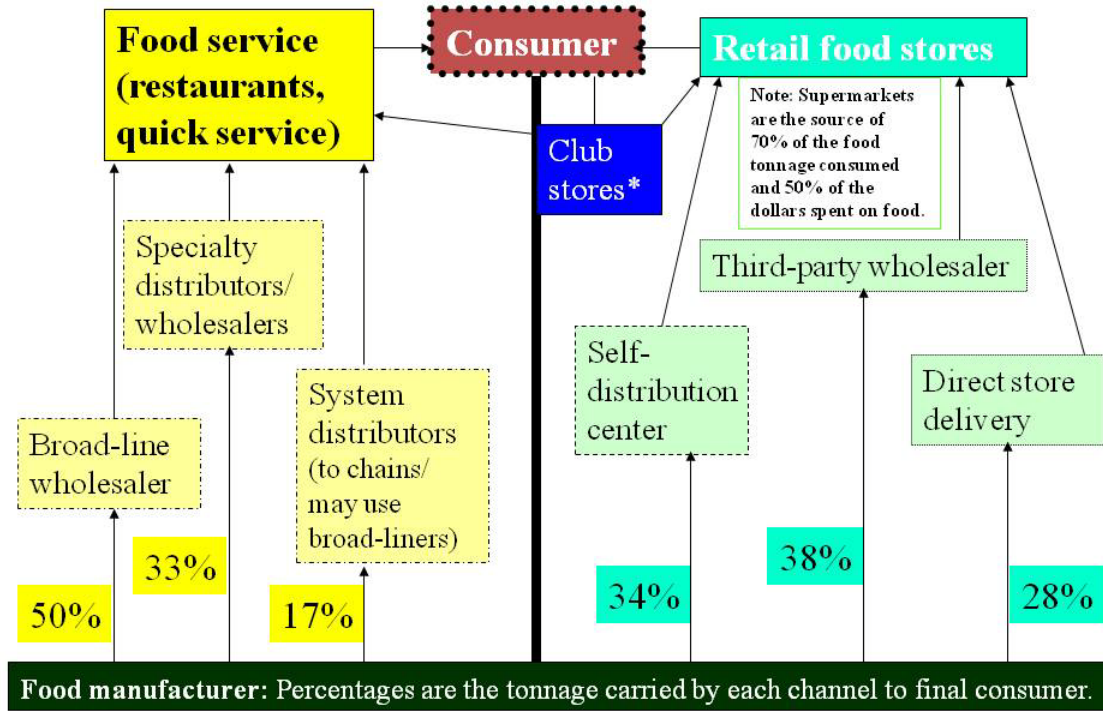 Food service
(restaurants,
quick service)
Consumer
Retail food stores
Note: Supermarkets
are the source of
70% of the food
tonnage consumed
and 50% of the
dollars spent on food.
Club
stores*
Specialty
distributors/
wholesalers
Third-party wholesaler
Self-
distribution
center
Direct store
delivery
System
distributors
(to chains/
may use
broad-liners)
Broad-line
wholesaler
50%
33%
17%
34%
38%
28%
Food manufacturer: Percentages are the tonnage carried by each channel to final consumer.